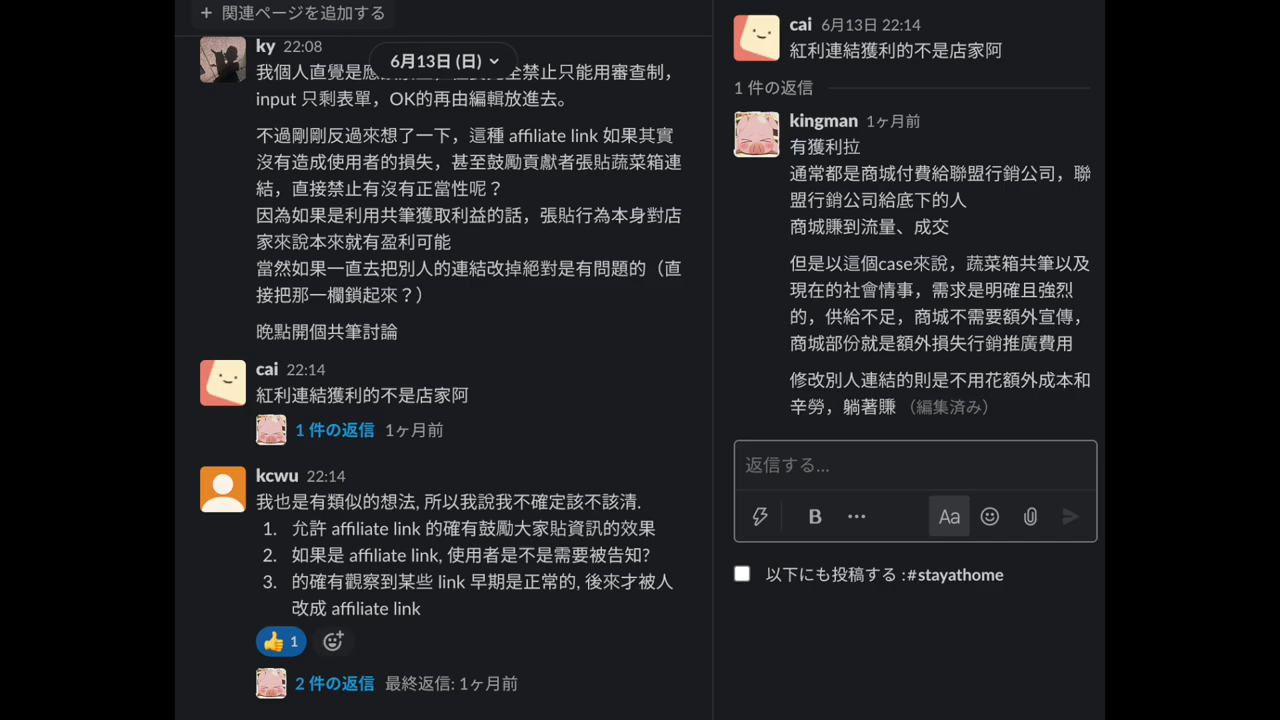 + 関連ページを追加する
ky 22:08
6月13日 (日)
我個人直覺是應 全禁止只能用審查制，
input 只剩表單，OK的再由編輯放進去。
不過剛剛反過來想了一下，這種 affiliate link 如果其實
沒有造成使用者的損失，甚至鼓勵貢獻者張貼蔬菜箱連
結，直接禁止有沒有正當性呢？
因為如果是利用共筆獲取利益的話，張貼行為本身對店
家來說本來就有盈利可能
當然如果一直去把別人的連結改掉絕對是有問題的（直
接把那一欄鎖起來？）
晚點開個共筆討論
cai 22:14
紅利連結獲利的不是店家阿
1 件の返信 1ヶ月前
kcwu 22:14
我也是有類似的想法, 所以我說我不確定該不該清.
1. 允許 affiliate link 的確有鼓勵大家貼資訊的效果
2. 如果是 affiliate link, 使用者是不是需要被告知?
3. 的確有觀察到某些 link 早期是正常的, 後來才被人
改成 affiliate link
1
2 件の返信 最終返信: 1ヶ月前
cai 6月13日 22:14
紅利連結獲利的不是店家阿
1 件の返信
kingman 1ヶ月前
有獲利拉
通常都是商城付費給聯盟行銷公司，聯
盟行銷公司給底下的人
商城賺到流量、成交
但是以這個case來說，蔬菜箱共筆以及
現在的社會情事，需求是明確且強烈
的，供給不足，商城不需要額外宣傳，
商城部份就是額外損失行銷推廣費用
修改別人連結的則是不用花額外成本和
辛勞，躺著賺 （編集済み）
返信する...
B ••• Aa
以下にも投稿する :#stayathome